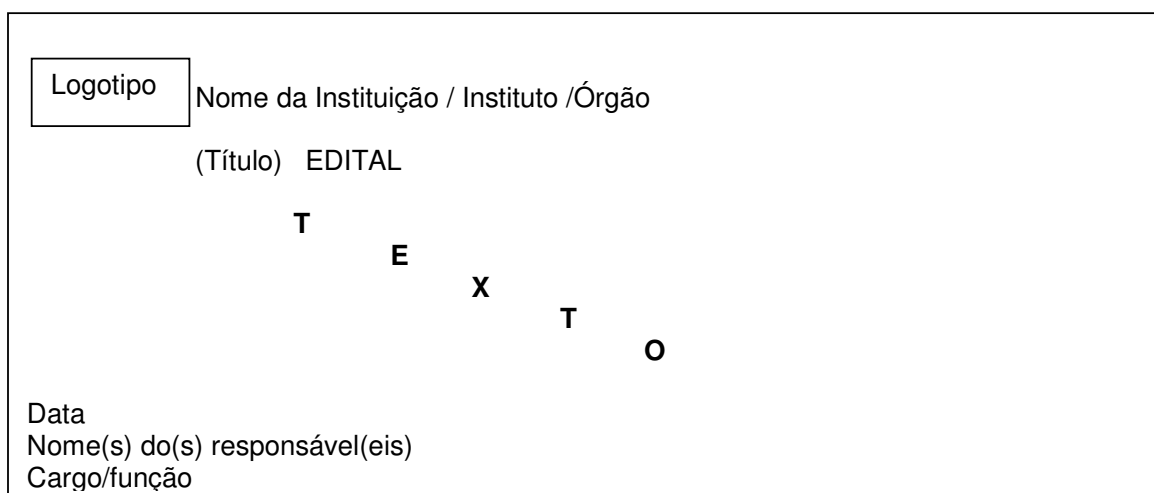 Logotipo
Nome da Instituição / Instituto /Órgão
(Título) EDITAL
T
E
X
T
O
Data
Nome(s) do(s) responsável(eis)
Cargo/função